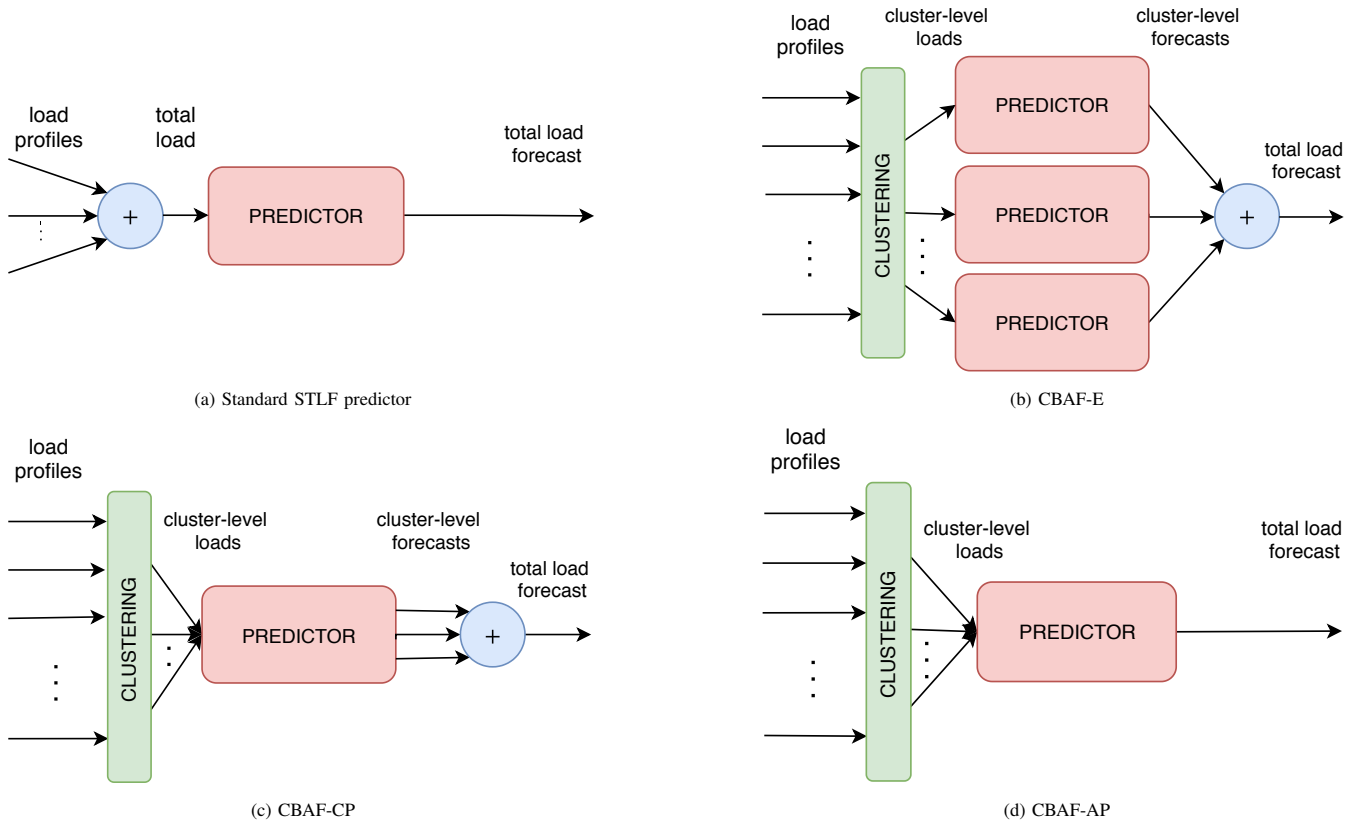 load
profiles
total
load
+
PREDICTOR
total load
forecast
(a) Standard STLF predictor
load
profiles
cluster-level
loads
cluster-level
forecasts
CLUSTERING
PREDICTOR
PREDICTOR
PREDICTOR
+
total load
forecast
(b) CBAF-E
load
profiles
CLUSTERING
cluster-level
loads
PREDICTOR
cluster-level
forecasts
+
total load
forecast
(c) CBAF-CP
load
profiles
CLUSTERING
cluster-level
loads
PREDICTOR
total load
forecast
(d) CBAF-AP